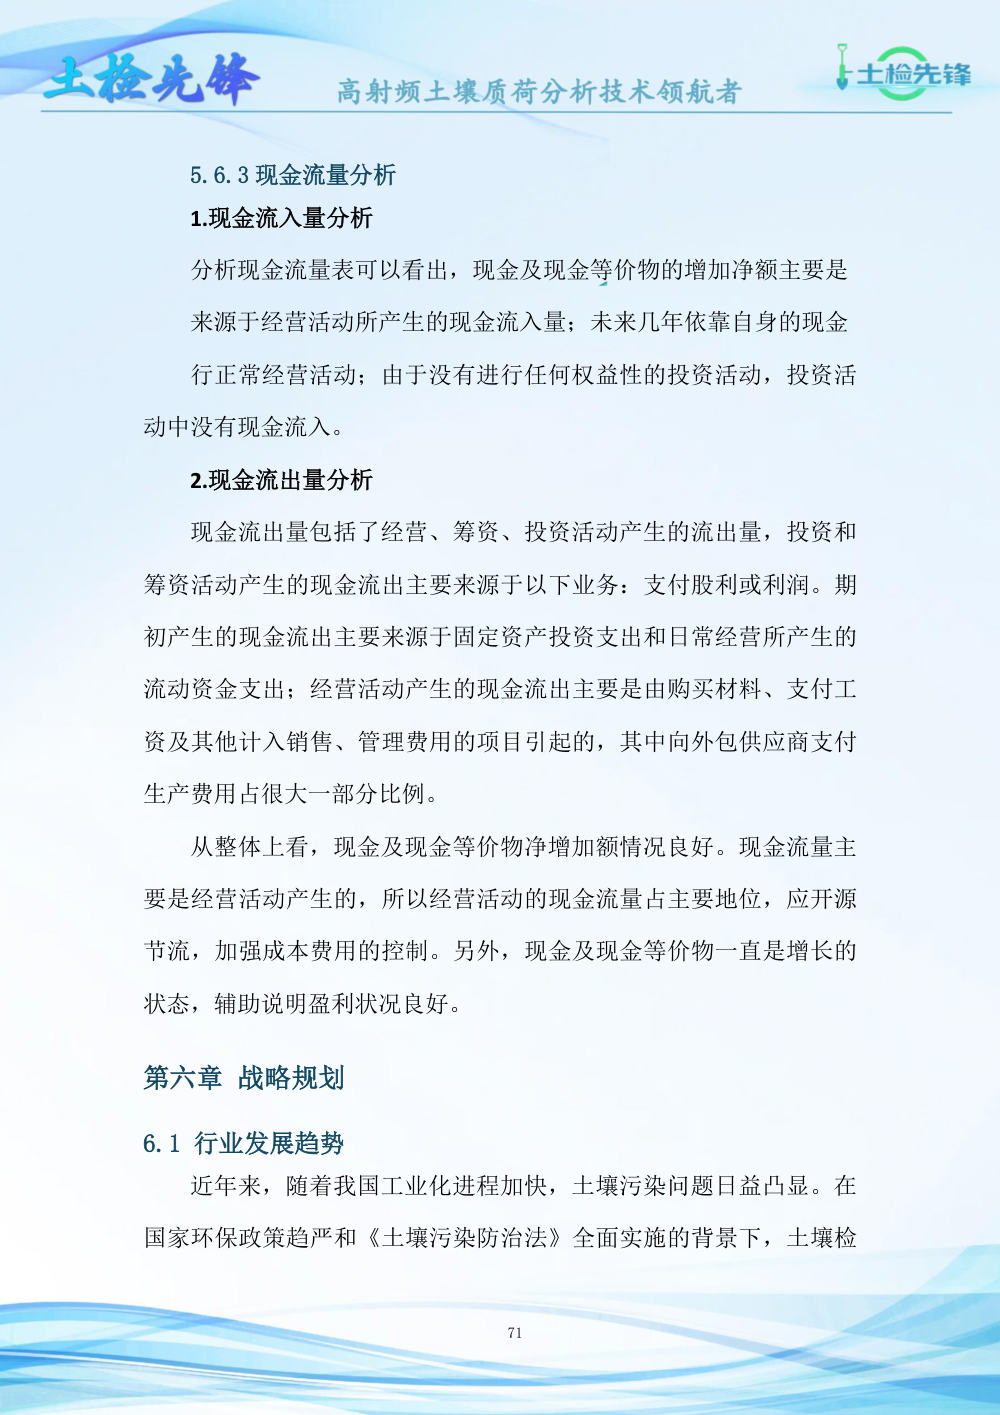 土检先锋
高射频土壤质荷分析技术领航者
土检先锋
5.6.3 现金流量分析
1.现金流入量分析
分析现金流量表可以看出，现金及现金等价物的增加净额主要是
来源于经营活动所产生的现金流入量；未来几年依靠自身的现金
行正常经营活动；由于没有进行任何权益性的投资活动，投资活
动中没有现金流入。
2.现金流出量分析
现金流出量包括了经营、筹资、投资活动产生的流出量，投资和
筹资活动产生的现金流出主要来源于以下业务：支付股利或利润。期
初产生的现金流出主要来源于固定资产投资支出和日常经营所产生的
流动资金支出；经营活动产生的现金流出主要是由购买材料、支付工
资及其他计入销售、管理费用的项目引起的，其中向外包供应商支付
生产费用占很大一部分比例。
从整体上看，现金及现金等价物净增加额情况良好。现金流量主
要是经营活动产生的，所以经营活动的现金流量占主要地位，应开源
节流，加强成本费用的控制。另外，现金及现金等价物一直是增长的
状态，辅助说明盈利状况良好。
第六章 战略规划
6.1 行业发展趋势
近年来，随着我国工业化进程加快，土壤污染问题日益凸显。在
国家环保政策趋严和《土壤污染防治法》全面实施的背景下，土壤检
71